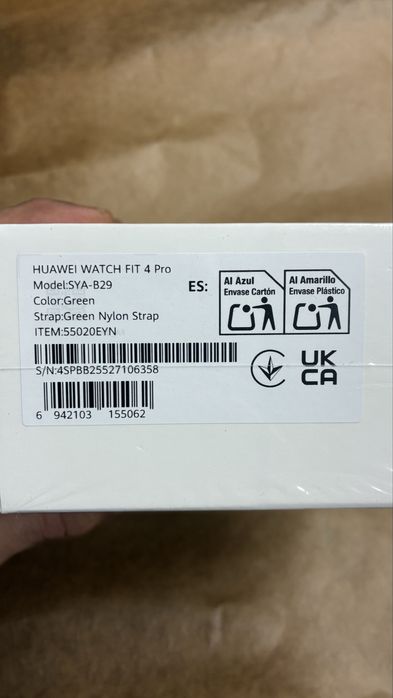 HUAWEI WATCH FIT 4 Pro
Model:SYA-B29
Color:Green
Strap:Green Nylon Strap
ITEM:55020EYN
S/N:4SPBB25527106358
6 942103 155062
ES:
Al Azul
Envase Cartón
Al Amarillo
Envase Plástico
UK
CA